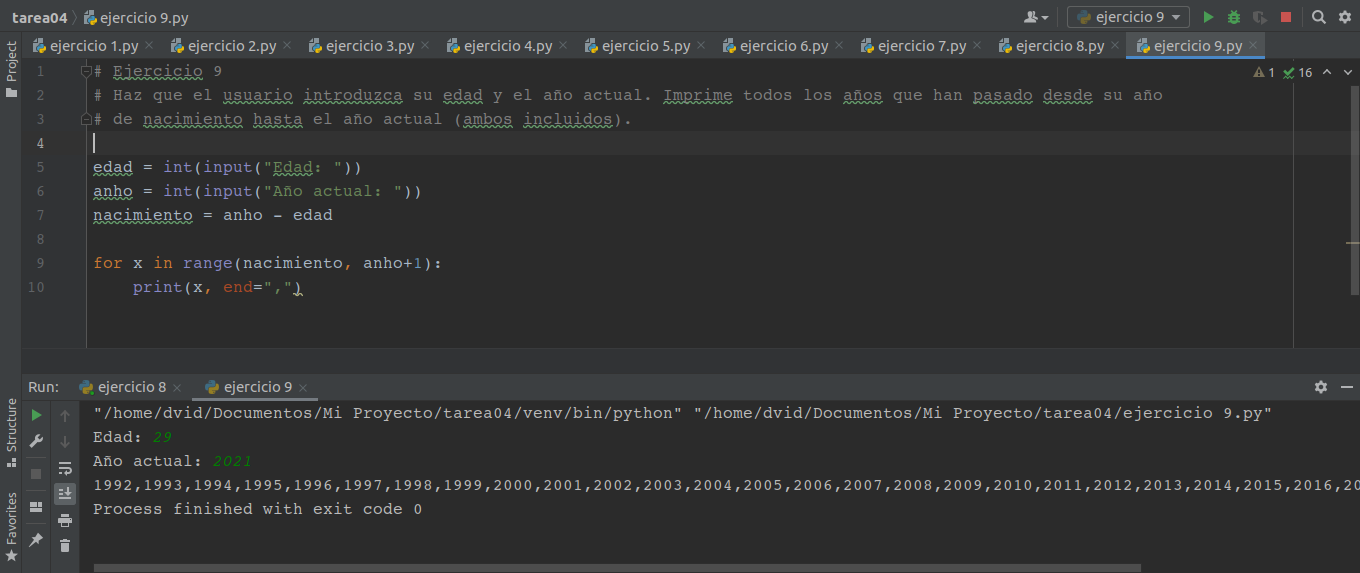 tarea04 ejercicio 9.py ejercicio 9
ejercicio 1.py ejercicio 2.py ejercicio 3.py ejercicio 4.py ejercicio 5.py ejercicio 6.py ejercicio 7.py ejercicio 8.py ejercicio 9.py
Project
1 # Ejercicio 9 1 16
2 # Haz que el usuario introduzca su edad y el año actual. Imprime todos los años que han pasado desde su año
3 # de nacimiento hasta el año actual (ambos incluidos).
4
5 edad = int(input("Edad: "))
6 anho = int(input("Año actual: "))
7 nacimiento = anho - edad
8
9 for x in range(nacimiento, anho+1):
10 print(x, end=",")
Run: ejercicio 8 ejercicio 9
Structure
Favorites
"/home/dvid/Documentos/Mi Proyecto/tarea04/venv/bin/python" "/home/dvid/Documentos/Mi Proyecto/tarea04/ejercicio 9.py"
Edad: 29
Año actual: 2021
1992,1993,1994,1995,1996,1997,1998,1999,2000,2001,2002,2003,2004,2005,2006,2007,2008,2009,2010,2011,2012,2013,2014,2015,2016,20
Process finished with exit code 0